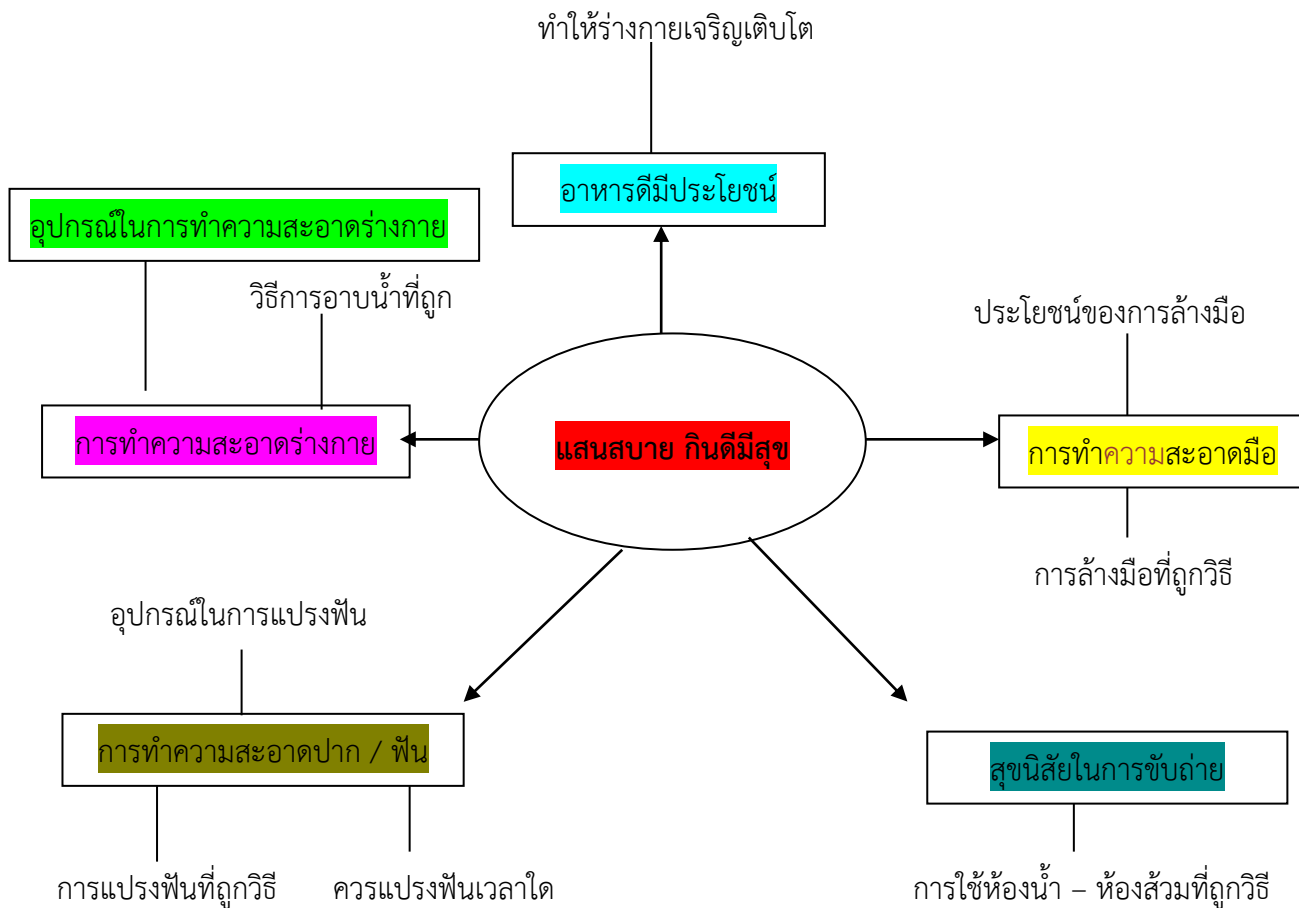 ทำให้ร่างกายเจริญเติบโต
อาหารดีมีประโยชน์
อุปกรณ์ในการทำความสะอาดร่างกาย
วิธีการอาบน้ำที่ถูก
ประโยชน์ของการล้างมือ
การทำความสะอาดร่างกาย
แสนสบาย กินดีมีสุข
การทำความสะอาดมือ
การล้างมือที่ถูกวิธี
อุปกรณ์ในการแปรงฟัน
การทำความสะอาดปาก / ฟัน
สุขนิสัยในการขับถ่าย
การแปรงฟันที่ถูกวิธี
ควรแปรงฟันเวลาใด
การใช้ห้องน้ำ – ห้องส้วมที่ถูกวิธี